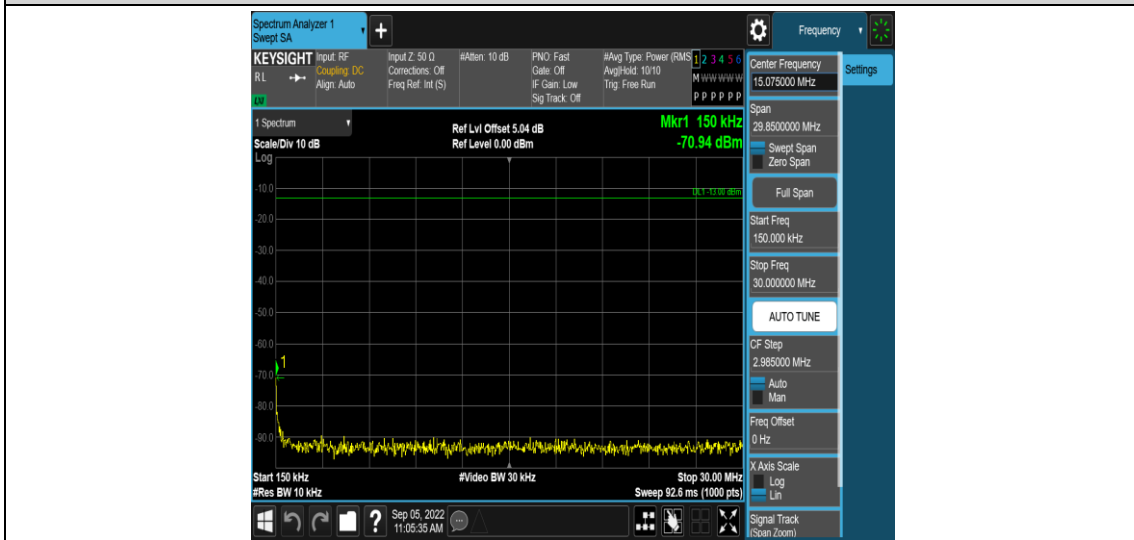 Spectrum Analyzer 1
Swept SA
+
Frequency
KEYSIGHT
RL
Input: RF
Coupling: DC
Align: Auto
Input Z: 50 Ω
Corrections: Off
Freq Ref: Int (S)
#Atten: 10 dB
PNO: Fast
Gate: Off
IF Gain: Low
Sig Track: Off
#Avg Type: Power (RMS
Avg|Hold: 10/10
Trig: Free Run
1 2 3 4 5 6
M W W W W W
P P P P P P
1 Spectrum
Scale/Div 10 dB
Log
Ref Lvl Offset 5.04 dB
Ref Level 0.00 dBm
Mkr1 150 kHz
-70.94 dBm
DL1 -13.00 dBm
-10.0
-20.0
-30.0
-40.0
-50.0
-60.0
1
-70.0
-80.0
-90.0
Start 150 kHz
#Video BW 30 kHz
Stop 30.00 MHz
#Res BW 10 kHz
Sweep 92.6 ms (1000 pts)
?
Sep 05, 2022
11:05:35 AM
Center Frequency
15.075000 MHz
Settings
Span
29.8500000 MHz
Swept Span
Zero Span
Full Span
Start Freq
150.000 kHz
Stop Freq
30.000000 MHz
AUTO TUNE
CF Step
2.985000 MHz
Auto
Man
Freq Offset
0 Hz
X Axis Scale
Log
Lin
Signal Track
(Span Zoom)